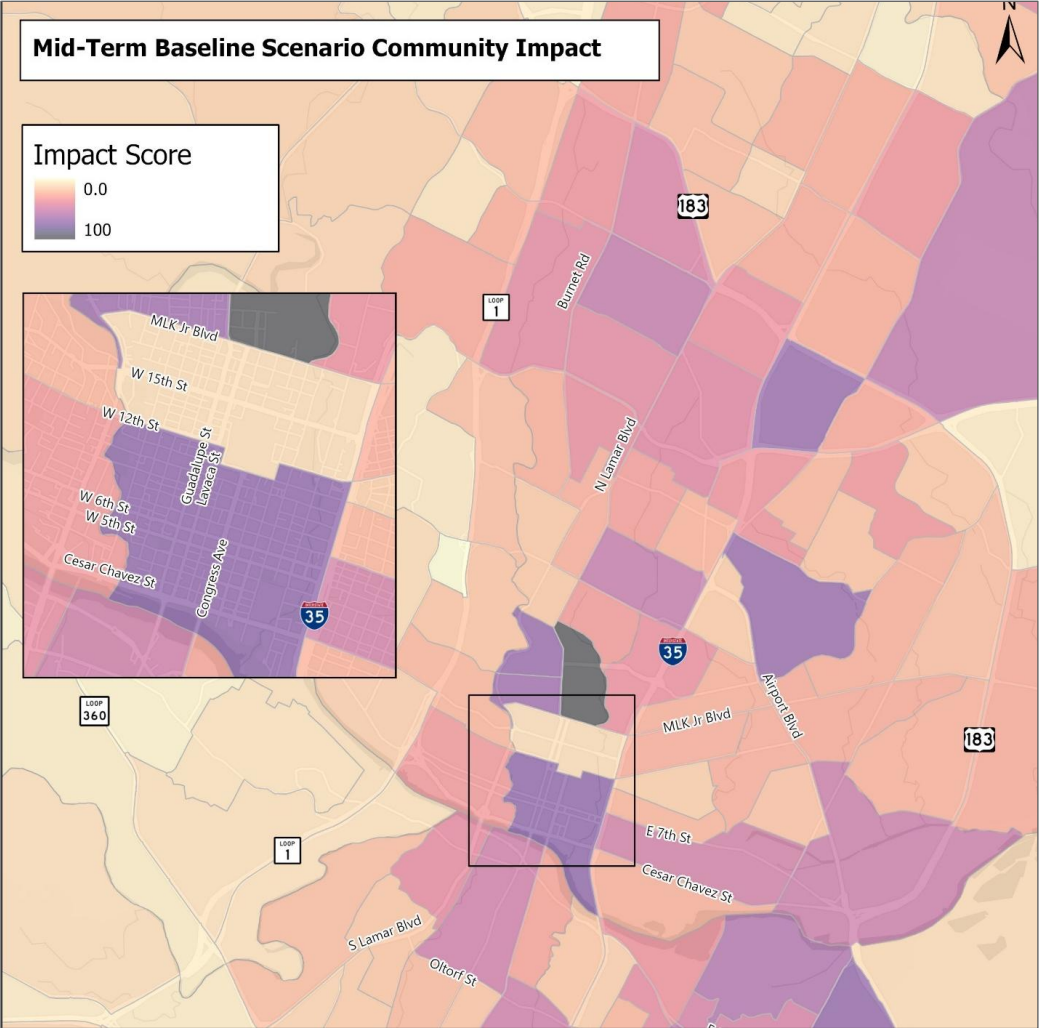 N
Mid-Term Baseline Scenario Community Impact
Impact Score
0.0
100
183
Burnet Rd
LOOP
1
MLK Jr Blvd
W 15th St
W 12th St
Guadalupe St
Lavaca St
W 6th St
W 5th St
Cesar Chavez St
Congress Ave
35
N Lamar Blvd
35
LOOP
360
MLK Jr Blvd
Airport Blvd
183
LOOP
1
E 7th St
Cesar Chavez St
S Lamar Blvd
Oltorf St